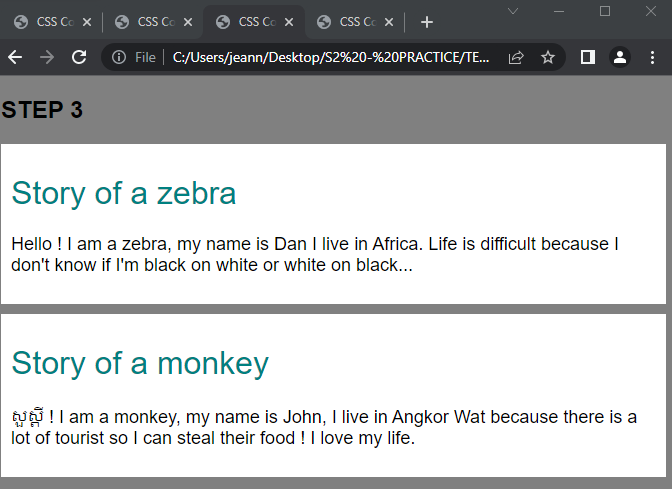 CSS Co
CSS Co
CSS Co
CSS Co
File
C:/Users/jeann/Desktop/S2%20-%20PRACTICE/TE...
STEP 3
Story of a zebra
Hello ! I am a zebra, my name is Dan I live in Africa. Life is difficult because I
don't know if I'm black on white or white on black...
Story of a monkey
សួស្តី ! I am a monkey, my name is John, I live in Angkor Wat because there is a
lot of tourist so I can steal their food ! I love my life.